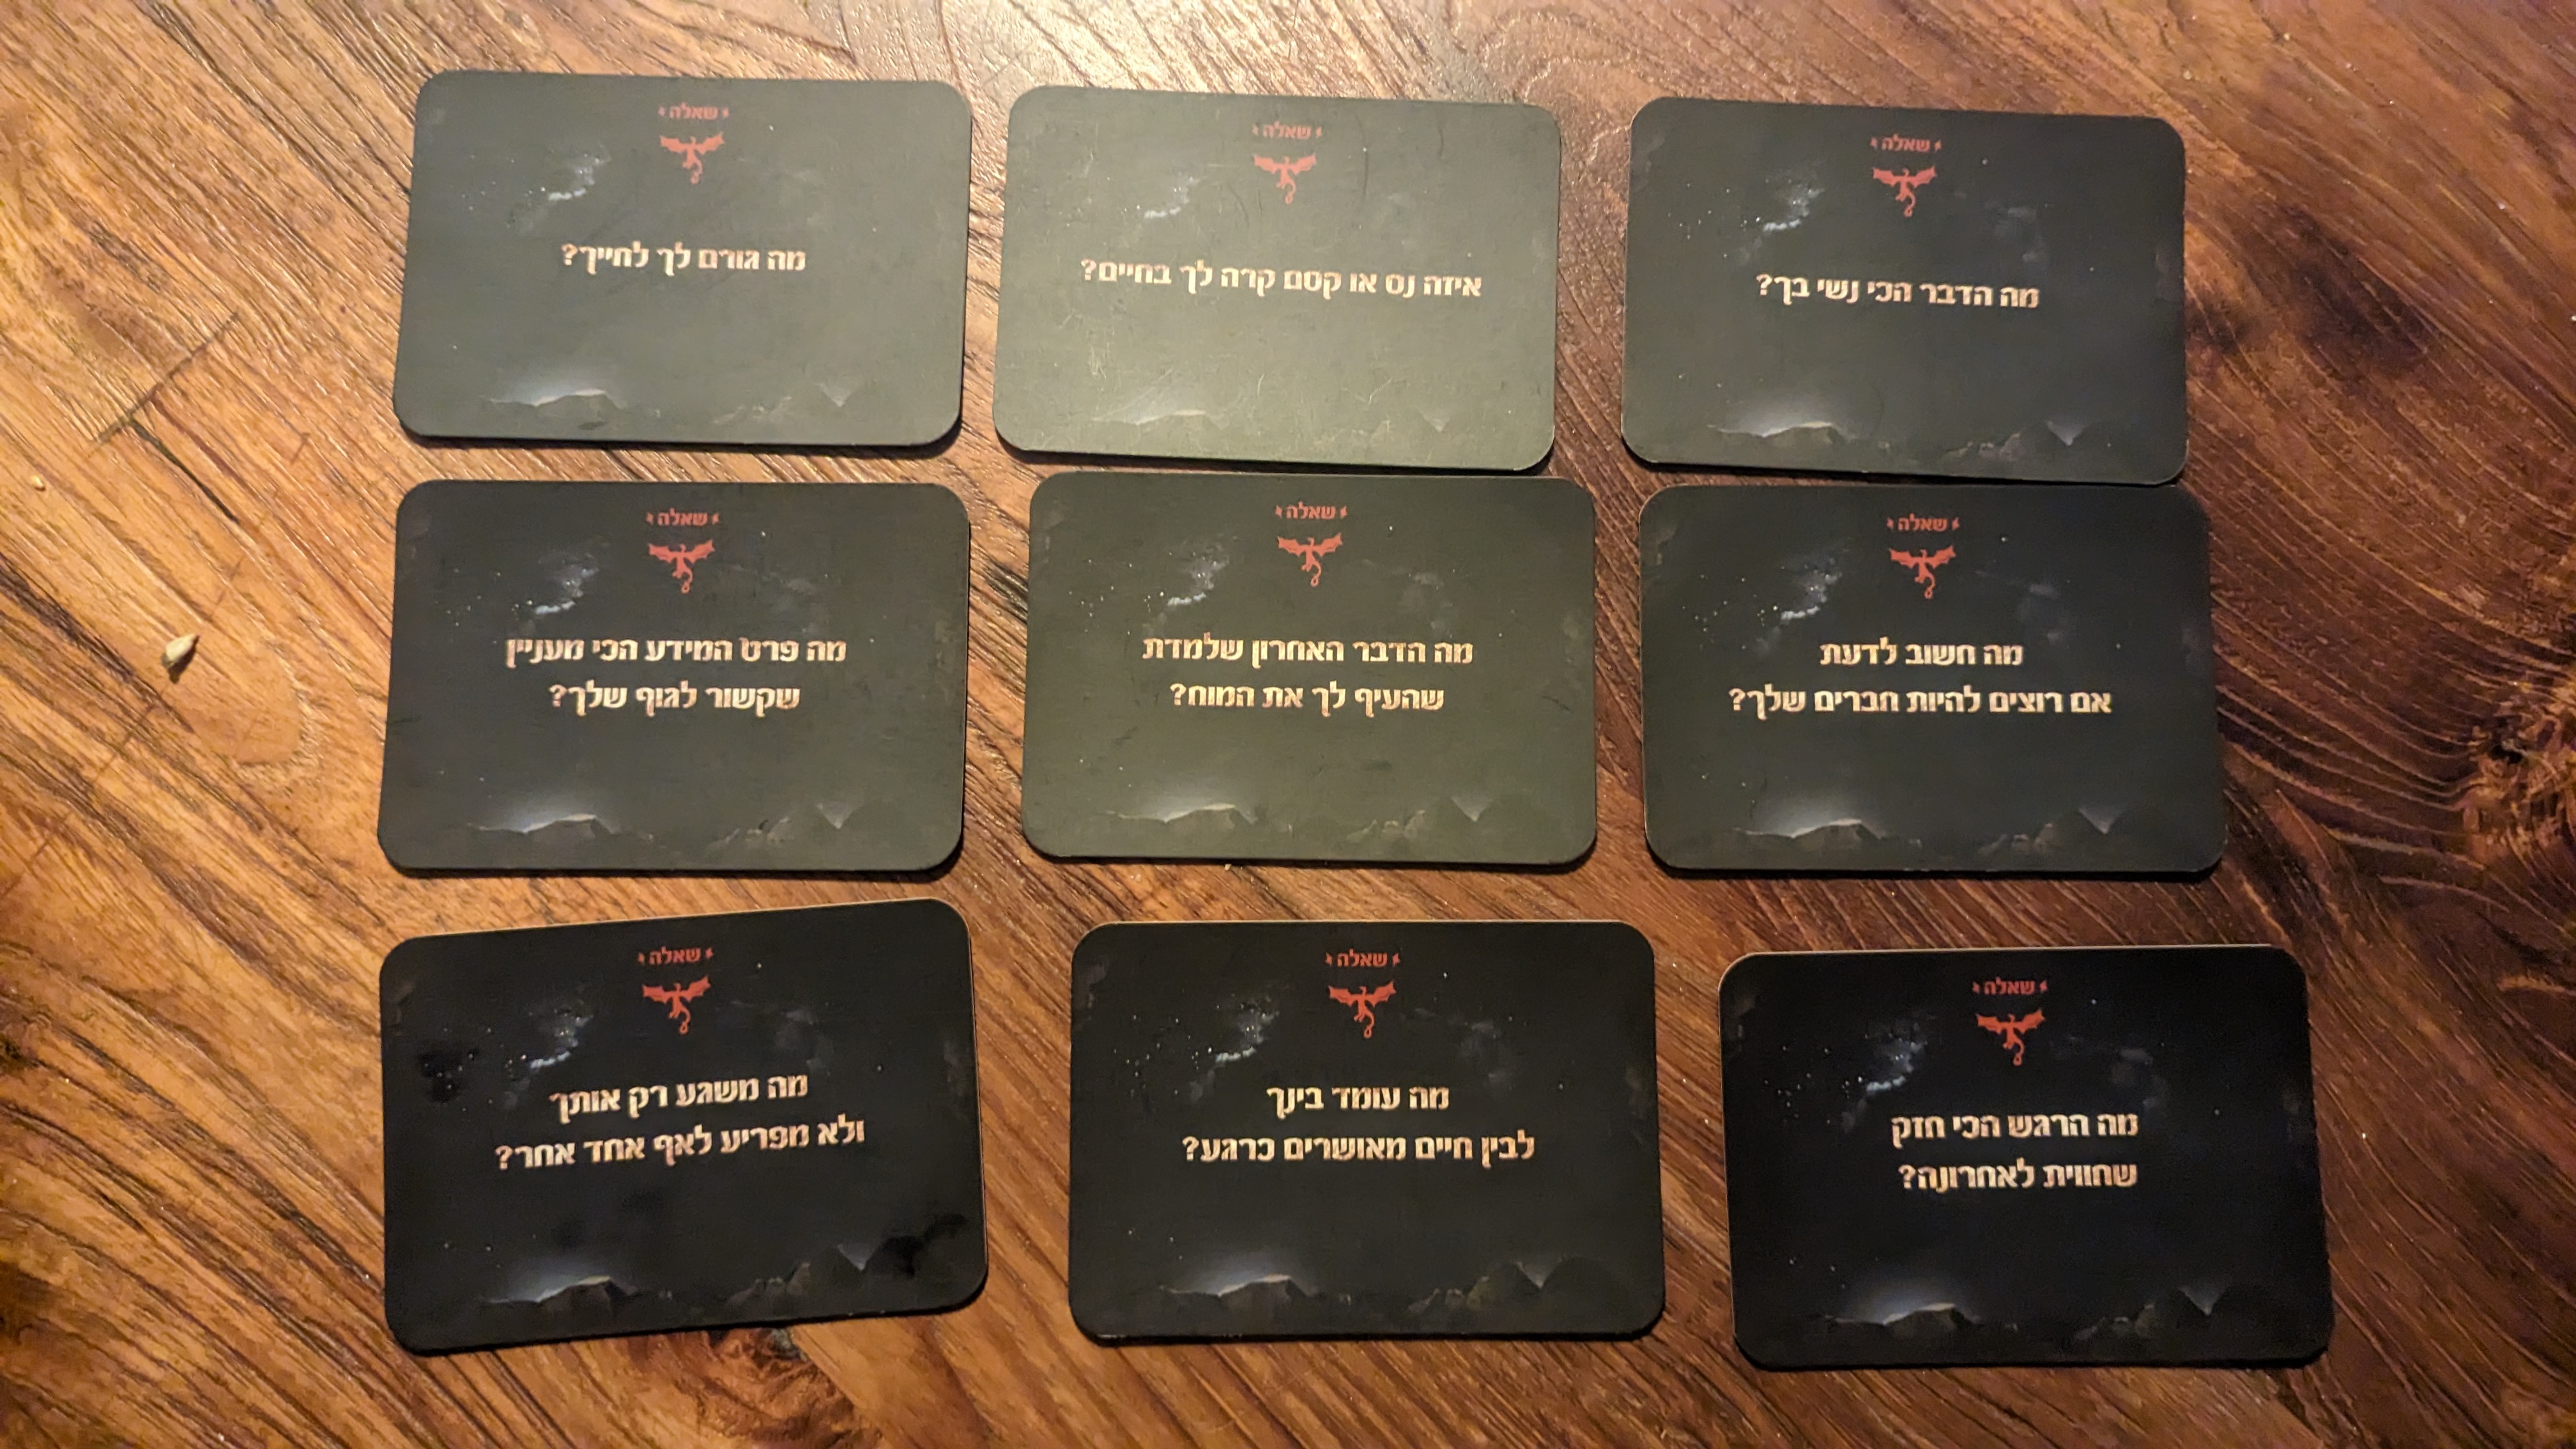 שאלה
מה הדבר הכי נשי בך?
שאלה
איזה נס או קסם קרה לך בחיים?
שאלה
מה גורם לך לחייך?
שאלה
מה חשוב לדעת
אם רוצים להיות חברים שלך?
שאלה
מה הדבר האחרון שלמדת
שהעיף לך את המוח?
שאלה
מה פרט המידע הכי מעניין
שקשור לגוף שלך?
שאלה
מה הרגש הכי חזק
שחווית לאחרונה?
שאלה
מה עומד בינך
לבין חיים מאושרים כרגע?
שאלה
מה משגע רק אותך
ולא מפריע לאף אחד אחר?